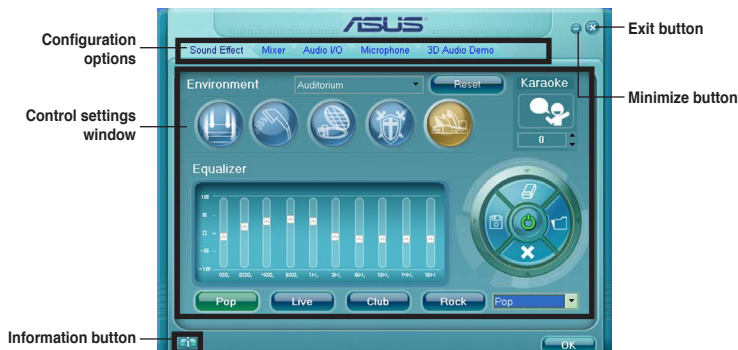 ASUS
Configuration options
Exit button
Sound Effect Mixer Audio I/O Microphone 3D Audio Demo
Environment
Auditorium
Reset
Karaoke
Minimize button
Control settings window
0
Equalizer
12
6
0
-6
-12
100, 200, 400, 600, 1K, 3K, 6K, 12K, 14K, 16K
Pop Live Club Rock Pop
Information button
i
OK